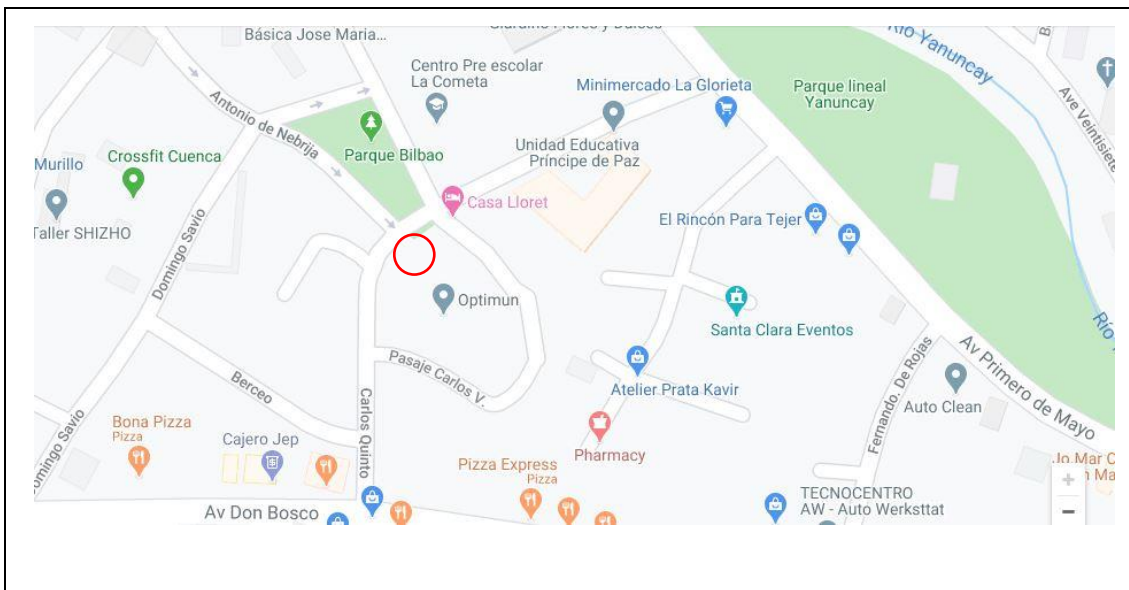 Básica Jose Maria...
Río Yanuncay
Centro Pre escolar
La Cometa
Minimercado La Glorieta
Parque lineal
Yanuncay
Antonio de Nebrija
Murillo
Crossfit Cuenca
Parque Bilbao
Unidad Educativa
Príncipe de Paz
Casa Lloret
Taller SHIZHO
Domingo Savio
El Rincón Para Tejer
Optimun
Santa Clara Eventos
Río
Pasaje Carlos V.
Berceo
Carlos Quinto
Atelier Prata Kavir
Fernando. De Rojas
Av Primero de Mayo
Auto Clean
Bona Pizza
Pizza
Cajero Jep
Pharmacy
Pizza Express
Pizza
TECNOCENTRO
AW - Auto Werksttat
Av Don Bosco
+
−